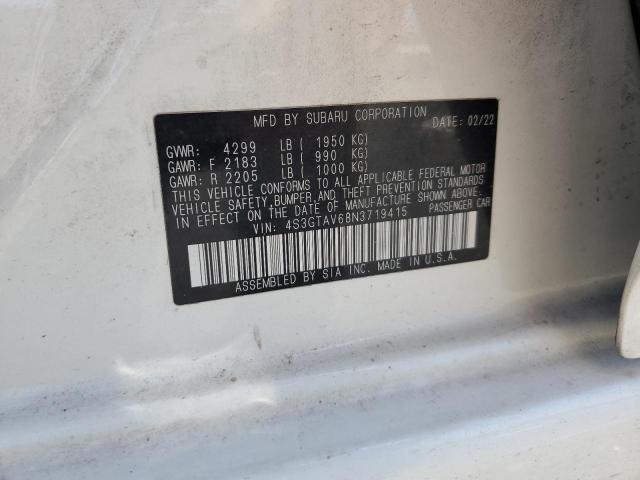 MFD BY SUBARU CORPORATION DATE: 02/22
GVWR: 4299 LB ( 1950 KG)
GAWR: F 2183 LB ( 990 KG)
GAWR: R 2205 LB ( 1000 KG)
THIS VEHICLE CONFORMS TO ALL APPLICABLE FEDERAL MOTOR
VEHICLE SAFETY,BUMPER,AND THEFT PREVENTION STANDARDS
IN EFFECT ON THE DATE OF MANUFACTURE SHOWN ABOVE.
VIN: 4S3GTAV68N3719415 PASSENGER CAR
ASSEMBLED BY SIA INC. MADE IN U.S.A.